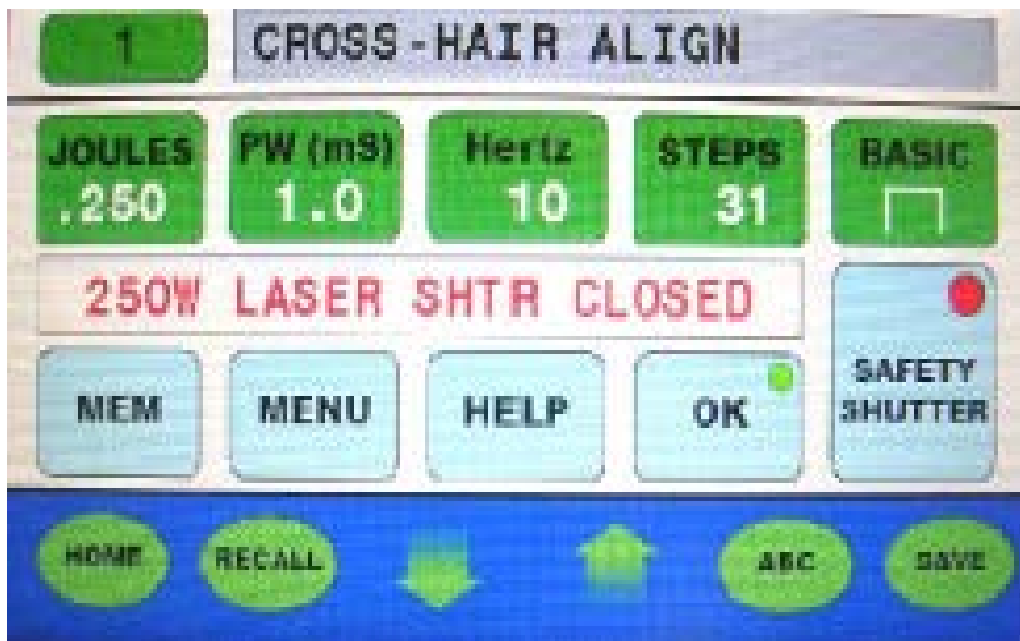 1 CROSS-HAIR ALIGN
JOULES PW (mS) Hertz STEPS BASIC
.250 1.0 10 31
250W LASER SHTR CLOSED
SAFETY
MEM MENU HELP OK SHUTTER
HOME RECALL ABC SAVE